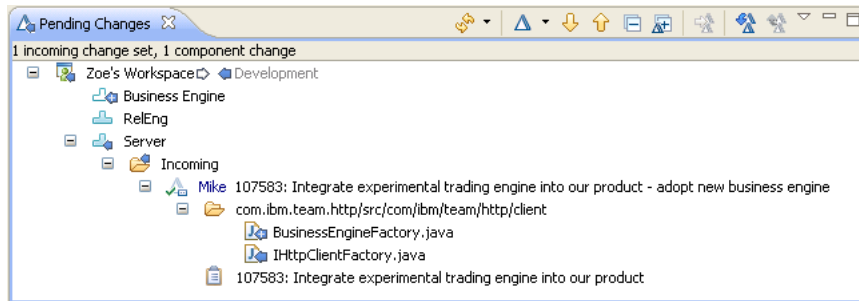 Pending Changes
1 incoming change set, 1 component change
Zoe's Workspace Development
Business Engine
RelEng
Server
Incoming
Mike 107583: Integrate experimental trading engine into our product - adopt new business engine
com.ibm.team.http/src/com/ibm/team/http/client
BusinessEngineFactory.java
IHttpClientFactory.java
107583: Integrate experimental trading engine into our product